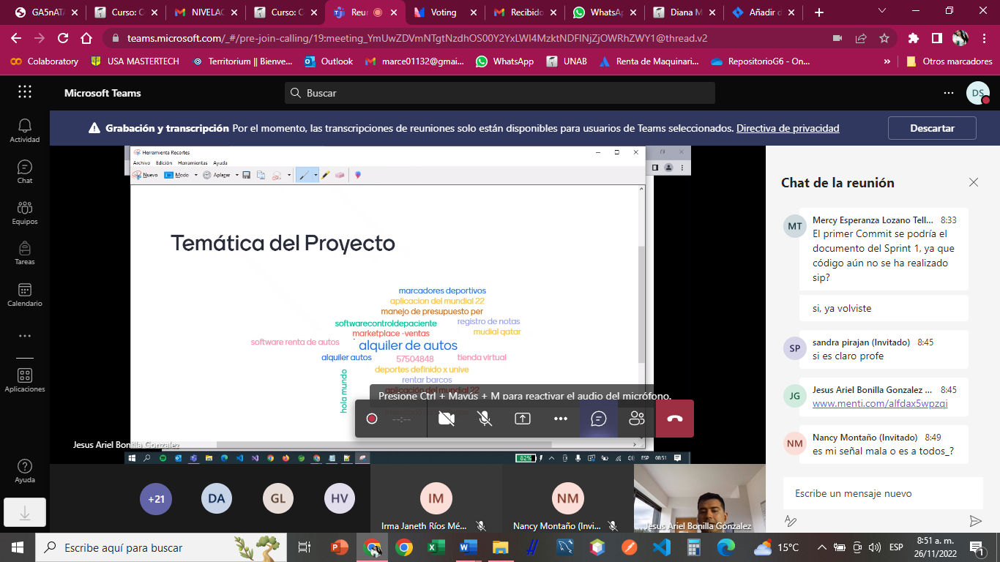 GA5nAT
Curso: C
NIVELAC
Curso: C
Reu
Voting
Recibido
WhatsAp
Diana M
Añadir d
teams.microsoft.com/_#/pre-join-calling/19:meeting_YmUwZDVmNTgtNzdhOS00Y2YxLWI4MzktNDFlNjZjOWRhZWY1@thread.v2
Colaboratory
USA MASTERTECH
Territorium || Bienve...
Outlook
marce01132@gmai...
WhatsApp
UNAB
Renta de Maquinari...
RepositorioG6 - On...
»
Otros marcadores
Microsoft Teams
Buscar
DS
Grabación y transcripción Por el momento, las transcripciones de reuniones solo están disponibles para usuarios de Teams seleccionados. Directiva de privacidad
Descartar
Actividad
Chat
Equipos
Tareas
Calendario
Aplicaciones
Ayuda
Herramienta Recortes
Archivo Edición Herramientas Ayuda
Nuevo Modo Aplazar
Temática del Proyecto
marcadores deportivos
aplicacion del mundial 22
manejo de presupuesto per
softwarecontroldepaciente
registro de notas
marketplace -ventas
mudial qatar
software renta de autos
alquiler de autos
alquiler autos
57504848
tienda virtual
deportes definido x unive
rentar barcos
hola mundo
aplicación del mundial 22
Presione Ctrl + Mayús + M para reactivar el audio del micrófono.
--:--
Jesus Ariel Bonilla Gonzalez
82%
ESP
08:51
+21
DA
GL
HV
IM
Irma Janeth Ríos Mé...
NM
Nancy Montaño (Invi...
Jesus Ariel Bonilla Gonzalez
Chat de la reunión
MT
Mercy Esperanza Lozano Tell... 8:33
El primer Commit se podría el
documento del Sprint 1, ya que
código aún no se ha realizado
sip?
si, ya volviste
SP
sandra pirajan (Invitado) 8:45
si es claro profe
JG
Jesus Ariel Bonilla Gonzalez ... 8:45
www.menti.com/alfdax5wpzqi
NM
Nancy Montaño (Invitado) 8:49
es mi señal mala o es a todos_?
Escribe un mensaje nuevo
Escribe aquí para buscar
15°C
ESP
8:51 a. m.
26/11/2022
1